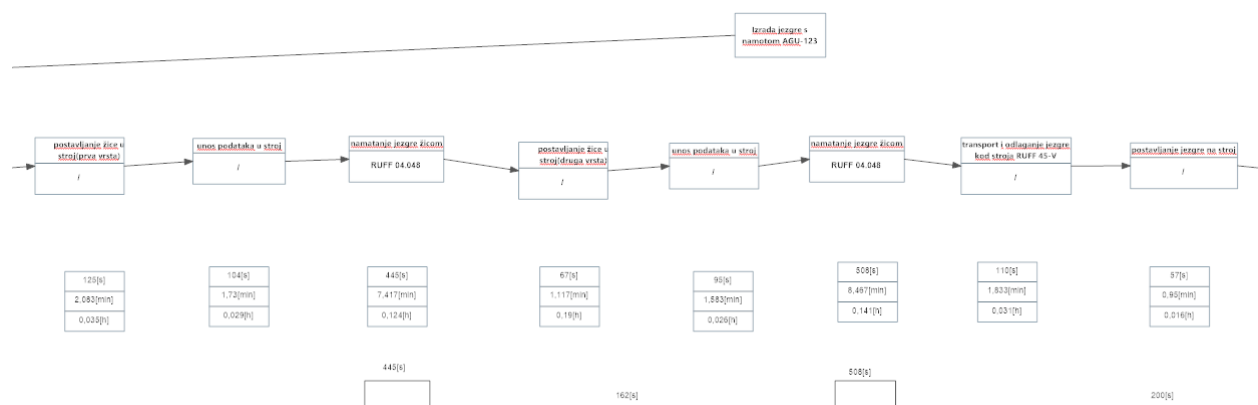 Izrada jezgre s
namotom AGU-123
postavljanje žice u
stroj(prva vrsta)
/
unos podataka u stroj
/
namatanje jezgre žicom
RUFF 04.048
postavljanje žice u
stroj(druga vrsta)
/
unos podataka u stroj
/
namatanje jezgre žicom
RUFF 04.048
transport i odlaganje jezgre
kod stroja RUFF 45-V
/
postavljanje jezgre na stroj
/
125[s]
2,083[min]
0,035[h]
104[s]
1,73[min]
0,029[h]
445[s]
7,417[min]
0,124[h]
67[s]
1,117[min]
0,19[h]
95[s]
1,583[min]
0,026[h]
508[s]
8,467[min]
0,141[h]
110[s]
1,833[min]
0,031[h]
57[s]
0,95[min]
0,016[h]
445[s]
162[s]
508[s]
200[s]